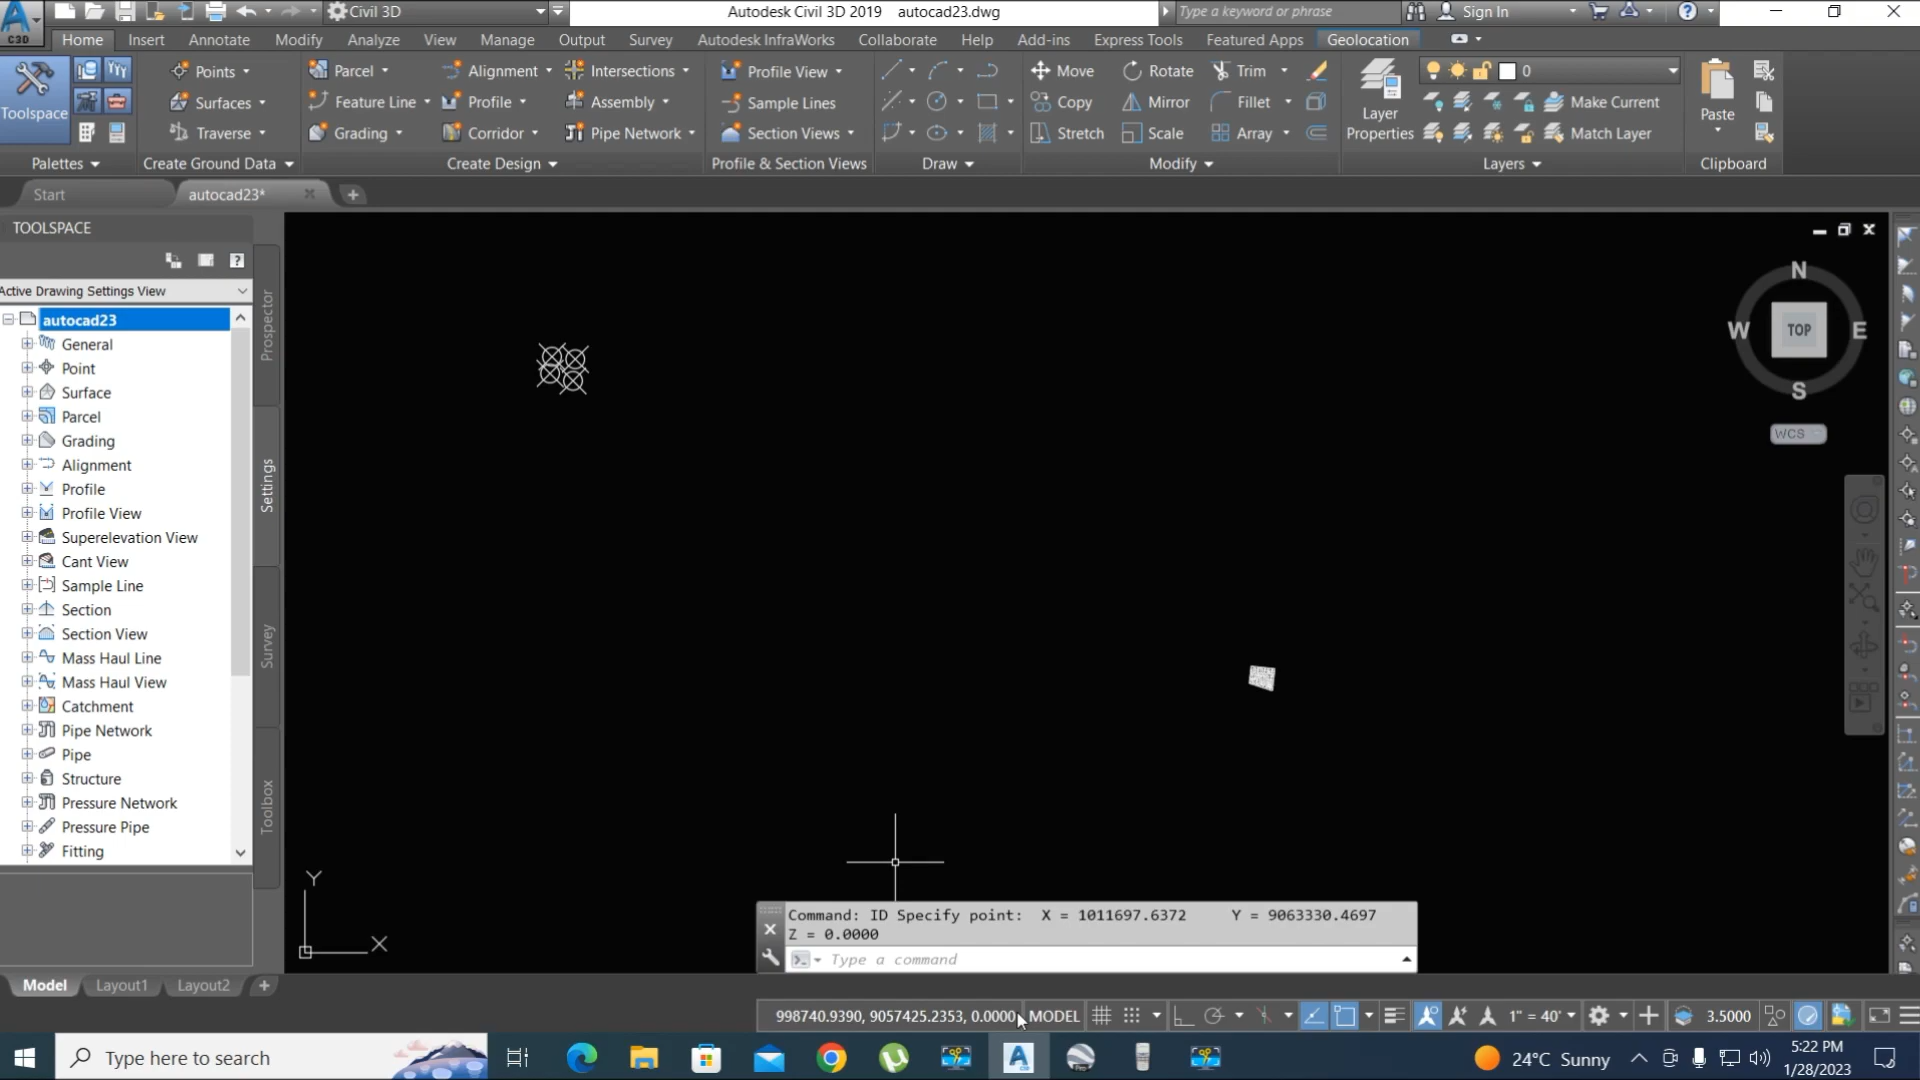 C3D
Civil 3D
Autodesk Civil 3D 2019 autocad23.dwg
Type a keyword or phrase
Sign In
Home Insert Annotate Modify Analyze View Manage Output Survey Autodesk InfraWorks Collaborate Help Add-ins Express Tools Featured Apps Geolocation
Toolspace
Points
Surfaces
Traverse
Parcel
Feature Line
Grading
Alignment
Profile
Corridor
Intersections
Assembly
Pipe Network
Profile View
Sample Lines
Section Views
Move
Copy
Stretch
Rotate
Mirror
Scale
Trim
Fillet
Array
Layer
Properties
0
Make Current
Match Layer
Paste
Palettes Create Ground Data Create Design Profile & Section Views Draw Modify Layers Clipboard
Start autocad23*
TOOLSPACE
Active Drawing Settings View
autocad23
General
Point
Surface
Parcel
Grading
Alignment
Profile
Profile View
Superelevation View
Cant View
Sample Line
Section
Section View
Mass Haul Line
Mass Haul View
Catchment
Pipe Network
Pipe
Structure
Pressure Network
Pressure Pipe
Fitting
Prospector
Settings
Survey
Toolbox
N
W TOP E
S
WCS
Y
X
Command: ID Specify point: X = 1011697.6372 Y = 9063330.4697
Z = 0.0000
Type a command
Model Layout1 Layout2
998740.9390, 9057425.2353, 0.0000 MODEL 1" = 40' 3.5000
Type here to search
24°C Sunny
5:22 PM
1/28/2023